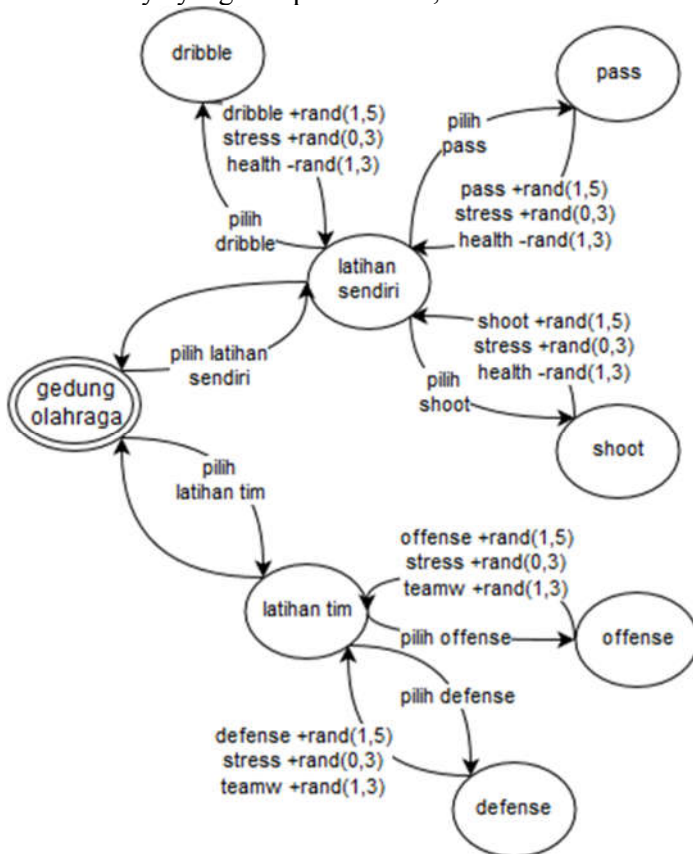 dribble
pass
dribble +rand(1,5)
stress +rand(0,3)
health -rand(1,3)
pilih
pass
pass +rand(1,5)
stress +rand(0,3)
health -rand(1,3)
pilih
dribble
latihan
sendiri
shoot +rand(1,5)
stress +rand(0,3)
health -rand(1,3)
pilih latihan
sendiri
pilih
shoot
gedung
olahraga
shoot
pilih
latihan tim
offense +rand(1,5)
stress +rand(0,3)
teamw +rand(1,3)
latihan tim
pilih offense
offense
pilih defense
defense +rand(1,5)
stress +rand(0,3)
teamw +rand(1,3)
defense